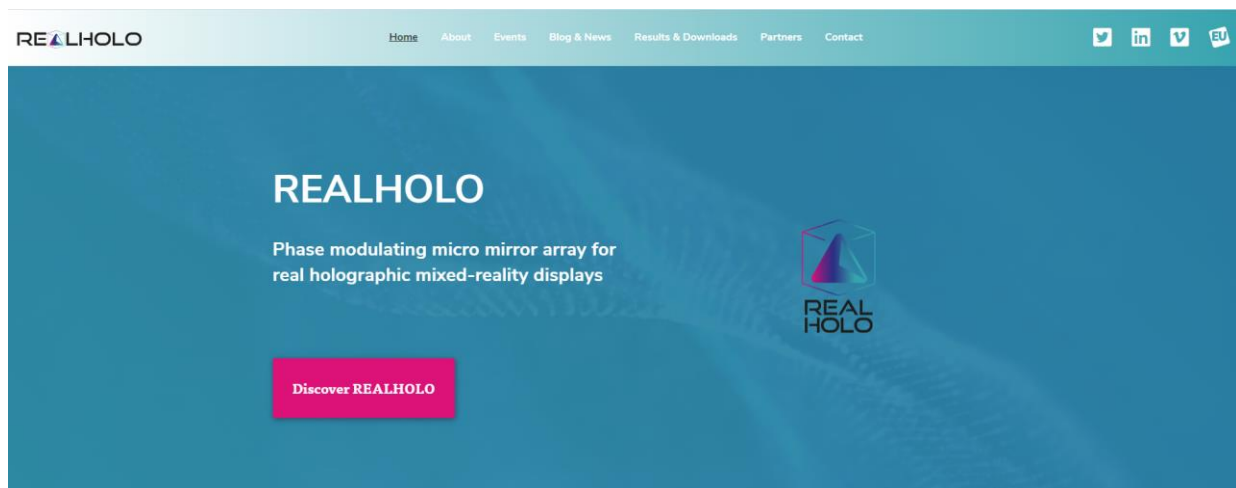 REALHOLO
Home About Events Blog & News Results & Downloads Partners Contact
EU
REALHOLO
Phase modulating micro mirror array for
real holographic mixed-reality displays
REAL
HOLO
Discover REALHOLO